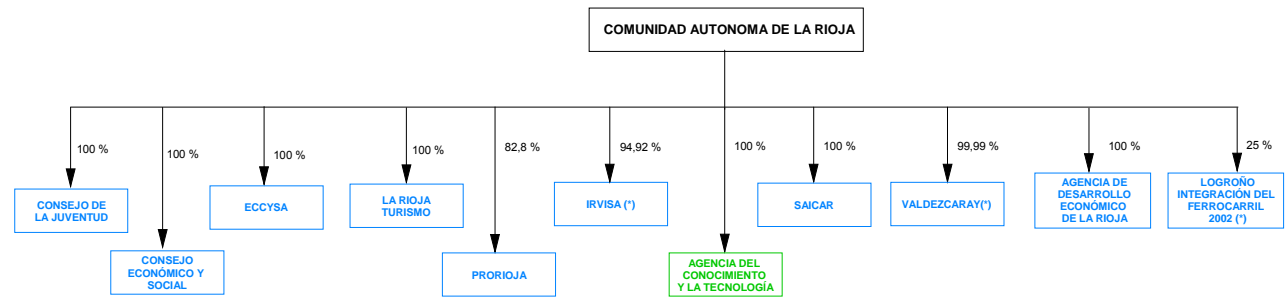 COMUNIDAD AUTONOMA DE LA RIOJA
100 %
100 %
100 %
100 %
82,8 %
94,92 %
100 %
100 %
99,99 %
100 %
25 %
CONSEJO DE
LA JUVENTUD
ECCYSA
LA RIOJA
TURISMO
IRVISA (*)
SAICAR
VALDEZCARAY(*)
AGENCIA DE
DESARROLLO
ECONÓMICO
DE LA RIOJA
LOGROÑO
INTEGRACIÓN DEL
FERROCARRIL
2002 (*)
CONSEJO
ECONÓMICO Y
SOCIAL
PRORIOJA
AGENCIA DEL
CONOCIMIENTO
Y LA TECNOLOGÍA